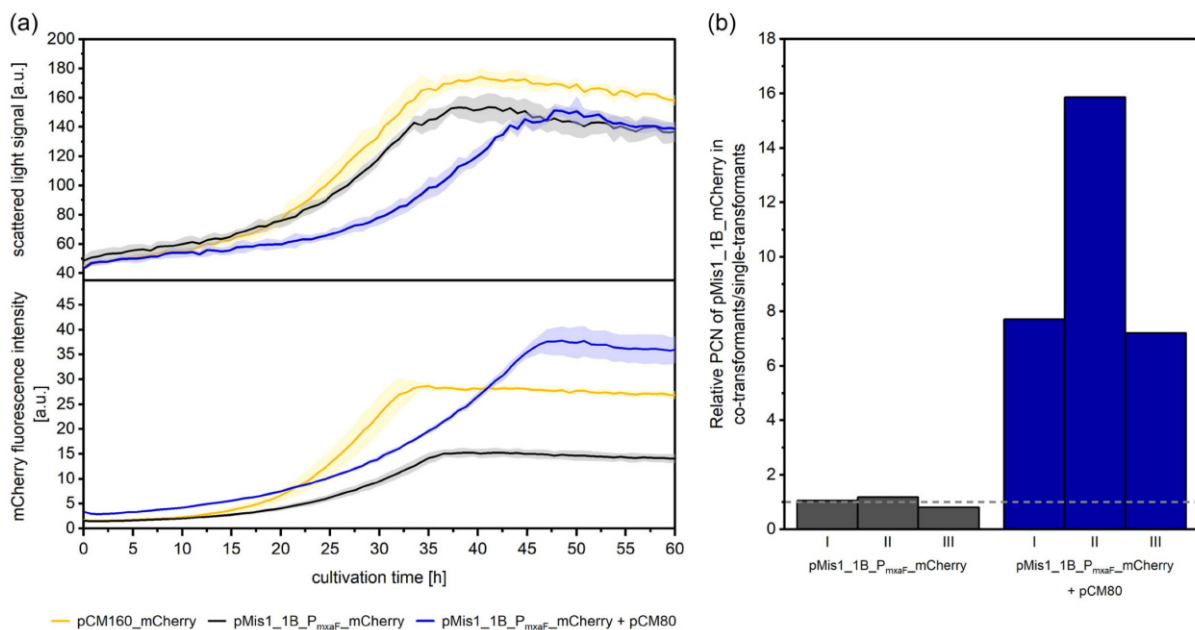 (a)
200
180
160
140
120
100
80
60
40
scattered light signal [a.u.]
45
40
35
30
25
20
15
10
5
0
mCherry fluorescence intensity
[a.u.]
0 5 10 15 20 25 30 35 40 45 50 55 60
cultivation time [h]
pCM160_mCherry pMis1_1B_PmxaF_mCherry pMis1_1B_PmxaF_mCherry + pCM80
(b)
18
16
14
12
10
8
6
4
2
0
Relative PCN of pMis1_1B_mCherry in
co-transformants/single-transformants
I II III I II III
pMis1_1B_PmxaF_mCherry pMis1_1B_PmxaF_mCherry
+ pCM80